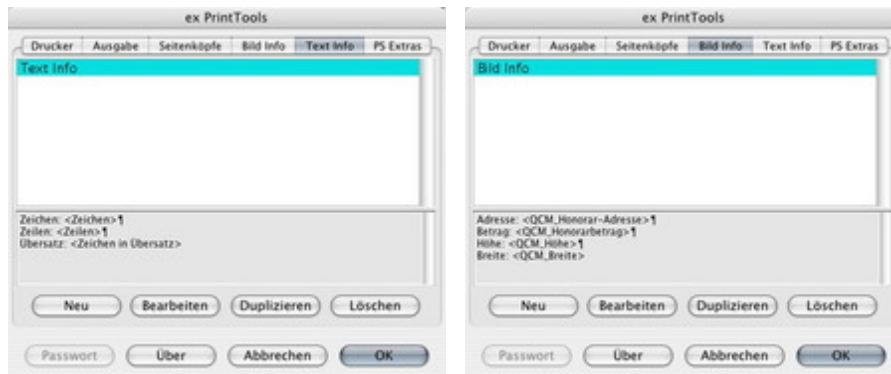 ex PrintTools
Drucker Ausgabe Seitenköpfe Bild Info Text Info PS Extras
Text Info
Zeichen: <Zeichen>¶
Zeilen: <Zeilen>¶
Übersatz: <Zeichen in Übersatz>
Neu Bearbeiten Duplizieren Löschen
Passwort Über Abbrechen OK
ex PrintTools
Drucker Ausgabe Seitenköpfe Bild Info Text Info PS Extras
Bild Info
Adresse: <QCM_Honorar-Adresse>¶
Betrag: <QCM_Honorarbetrag>¶
Höhe: <QCM_Höhe>¶
Breite: <QCM_Breite>
Neu Bearbeiten Duplizieren Löschen
Passwort Über Abbrechen OK